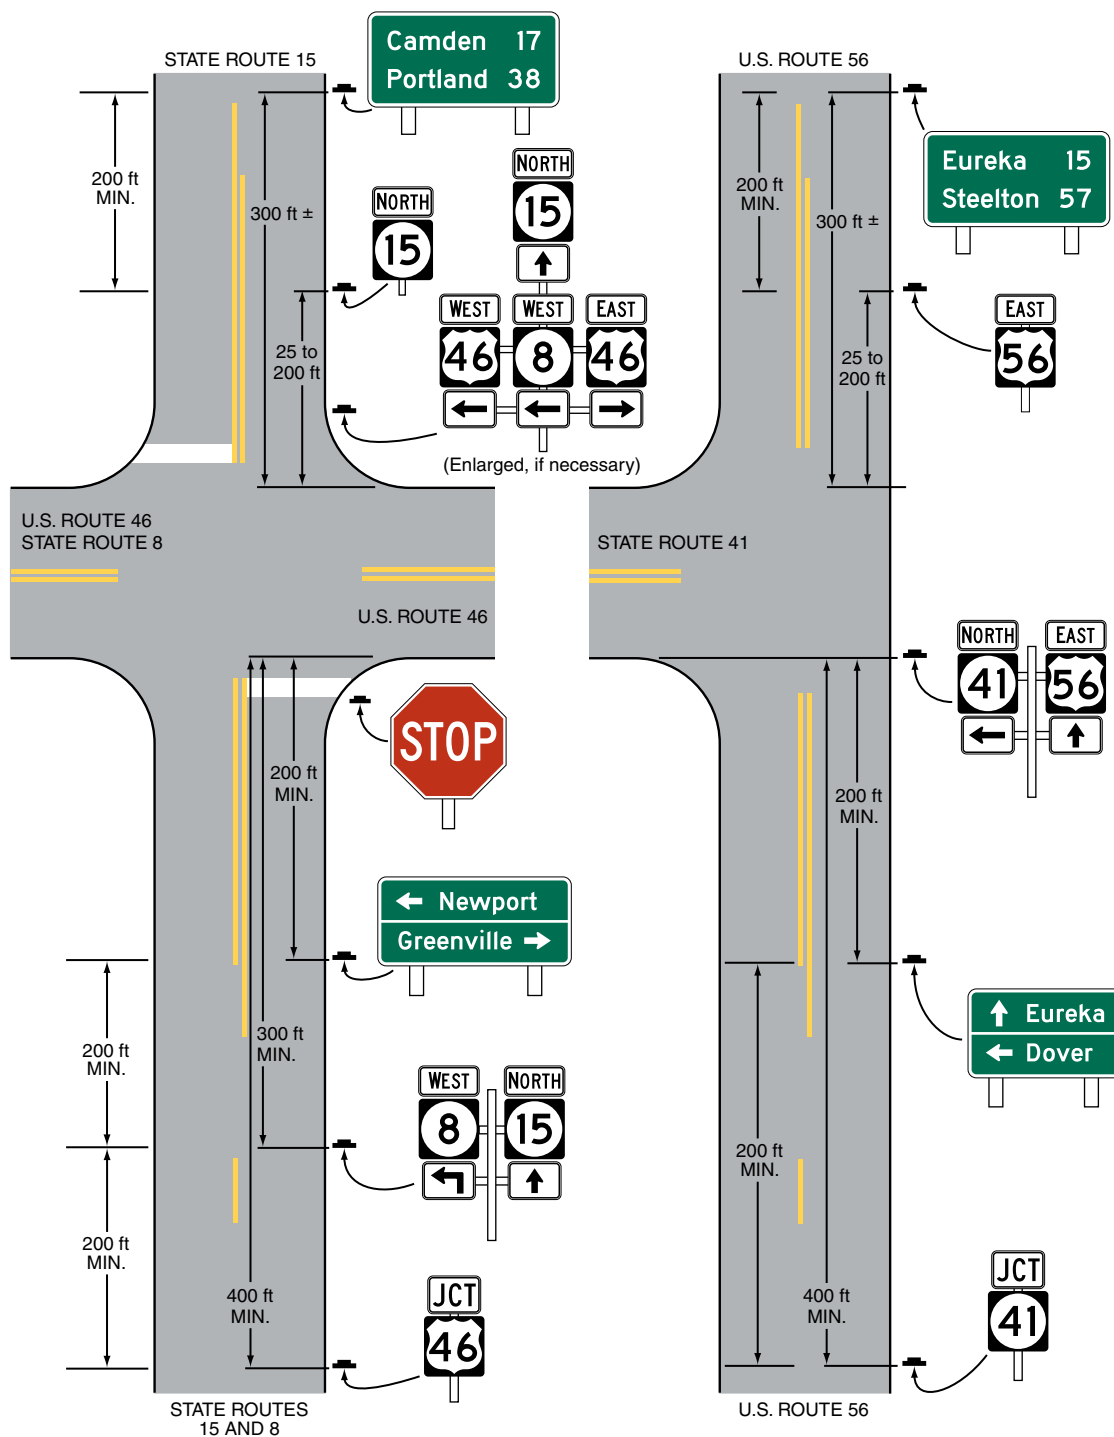 STATE ROUTE 15
Camden 17
Portland 38
200 ft
MIN.
300 ft ±
NORTH
15
NORTH
15
25 to
200 ft
WEST
46
WEST
8
EAST
46
(Enlarged, if necessary)
U.S. ROUTE 46
STATE ROUTE 8
U.S. ROUTE 46
STOP
200 ft
MIN.
Newport
Greenville
300 ft
MIN.
200 ft
MIN.
WEST
8
NORTH
15
200 ft
MIN.
400 ft
MIN.
JCT
46
STATE ROUTES
15 AND 8
U.S. ROUTE 56
200 ft
MIN.
300 ft ±
Eureka 15
Steelton 57
25 to
200 ft
EAST
56
STATE ROUTE 41
NORTH
41
EAST
56
200 ft
MIN.
Eureka
Dover
200 ft
MIN.
400 ft
MIN.
JCT
41
U.S. ROUTE 56